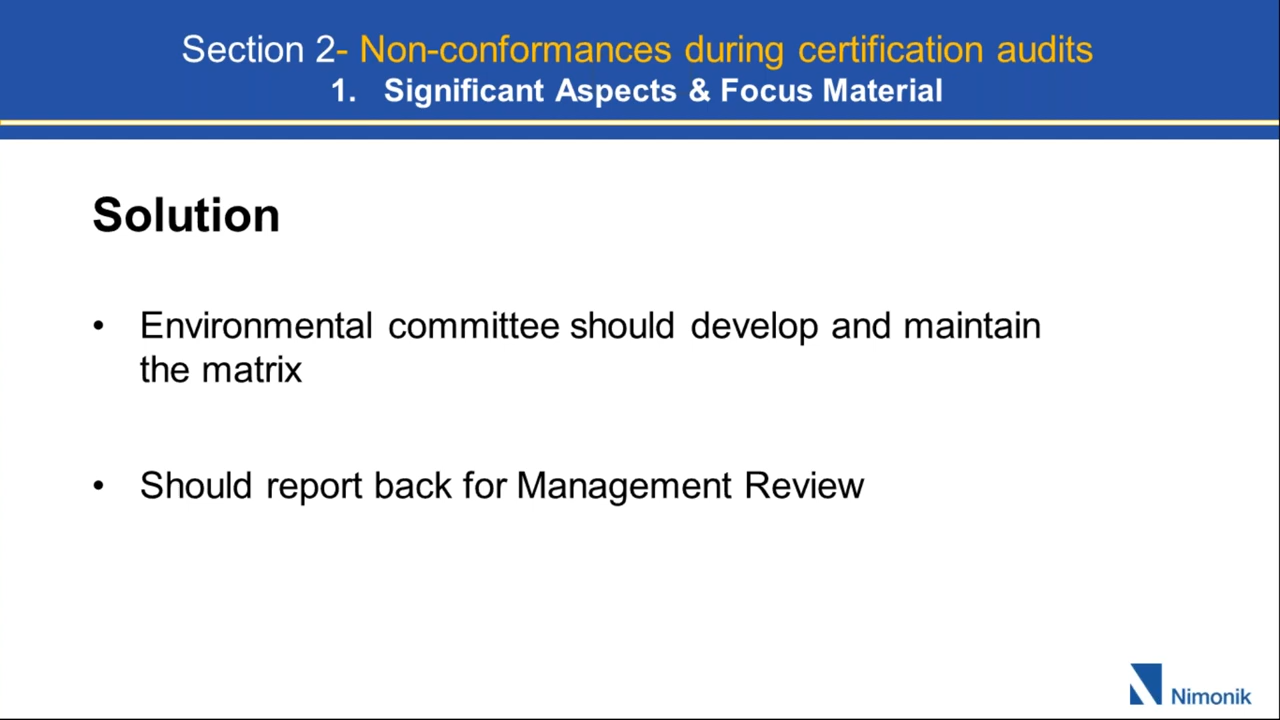 Section 2- Non-conformances during certification audits
1. Significant Aspects & Focus Material
Solution
• Environmental committee should develop and maintain
the matrix
• Should report back for Management Review
Nimonik